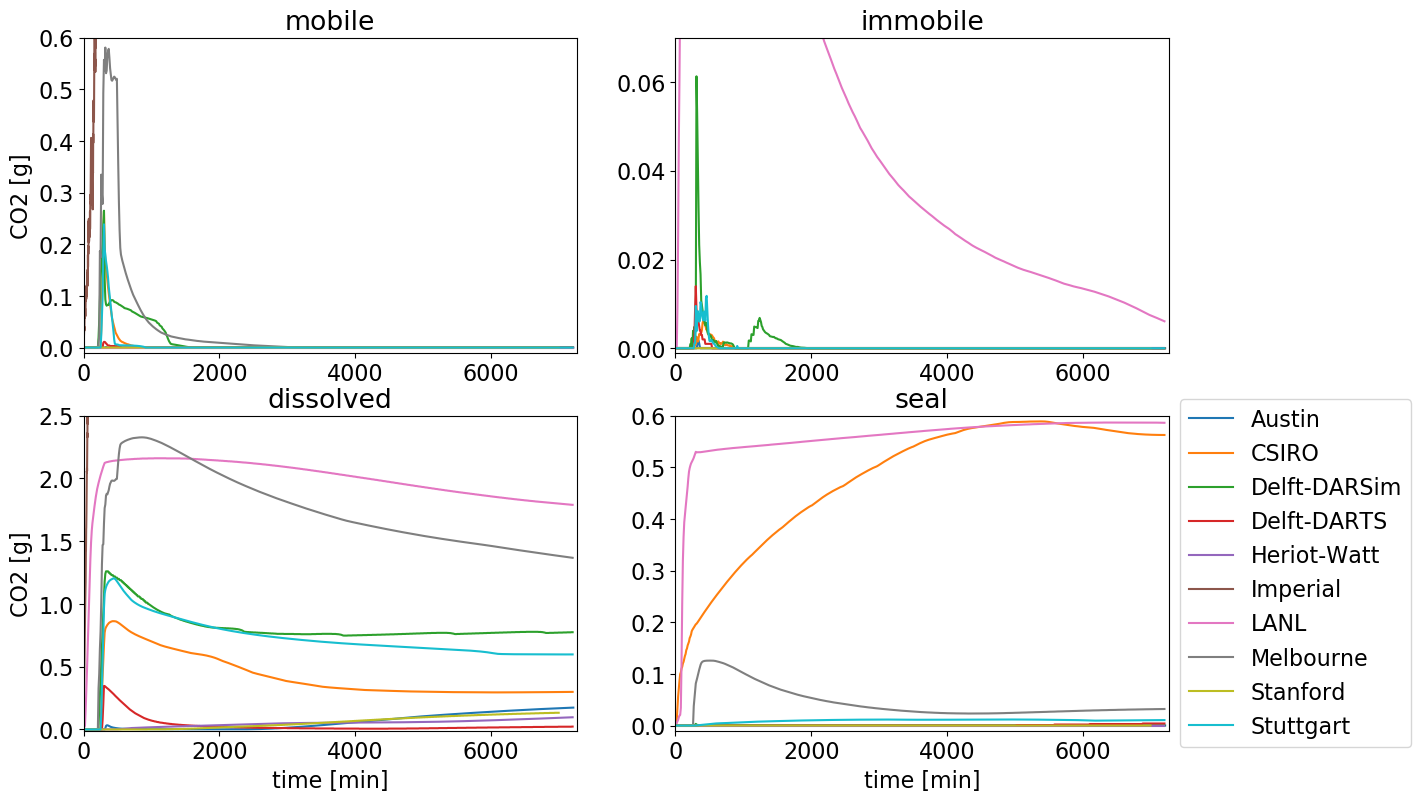 mobile
0.6
0.5
0.4
0.3
0.2
0.1
0.0
CO2 [g]
0
2000
4000
6000
immobile
0.06
0.04
0.02
0.00
0
2000
4000
6000
dissolved
2.5
2.0
1.5
1.0
0.5
0.0
CO2 [g]
0
2000
4000
6000
time [min]
seal
0.6
0.5
0.4
0.3
0.2
0.1
0.0
0
2000
4000
6000
time [min]
Austin
CSIRO
Delft-DARSim
Delft-DARTS
Heriot-Watt
Imperial
LANL
Melbourne
Stanford
Stuttgart